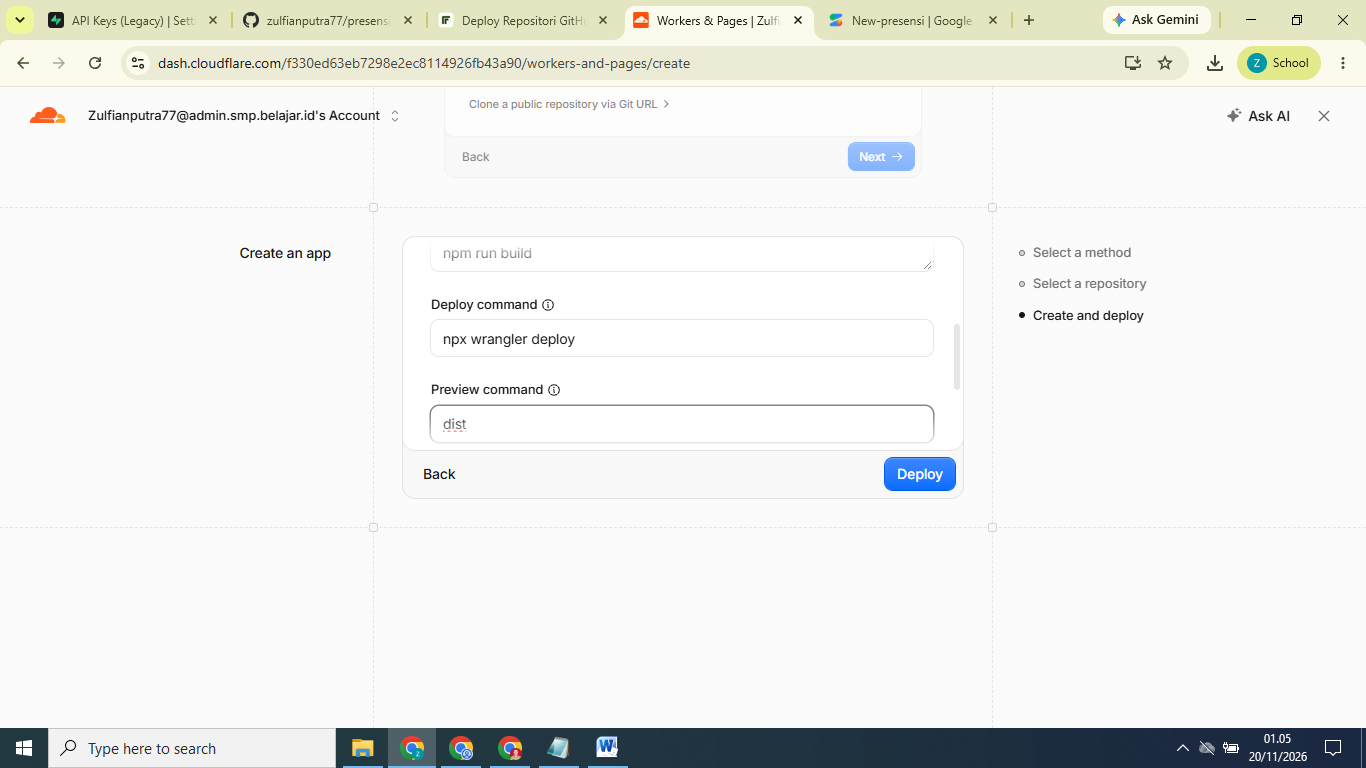 API Keys (Legacy) | Sett
zulfianputra77/presens
Deploy Repositori GitH
Workers & Pages | Zulfi
New-presensi | Google
Ask Gemini
dash.cloudflare.com/f330ed63eb7298e2ec8114926fb43a90/workers-and-pages/create
Z School
Zulfianputra77@admin.smp.belajar.id's Account
Clone a public repository via Git URL >
Ask AI
Back
Next →
Create an app
npm run build
Select a method
Select a repository
Create and deploy
Deploy command
npx wrangler deploy
Preview command
dist
Back
Deploy
Type here to search
01.05
20/11/2026